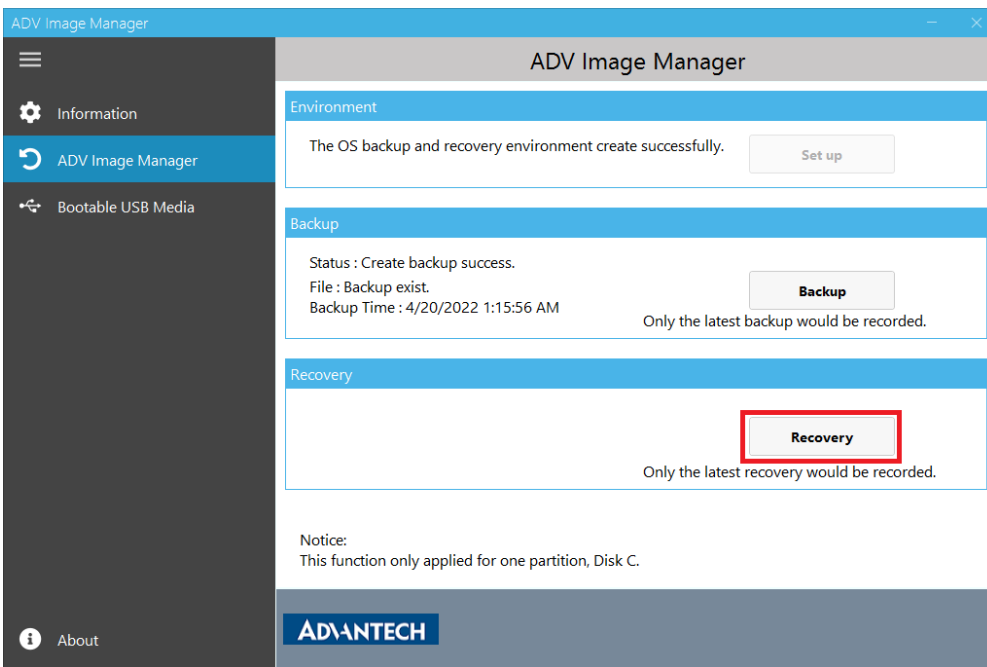 ADV Image Manager
ADV Image Manager
Information
ADV Image Manager
Bootable USB Media
About
Environment
The OS backup and recovery environment create successfully.
Set up
Backup
Status : Create backup success.
File : Backup exist.
Backup Time : 4/20/2022 1:15:56 AM
Backup
Only the latest backup would be recorded.
Recovery
Recovery
Only the latest recovery would be recorded.
Notice:
This function only applied for one partition, Disk C.
ADVANTECH